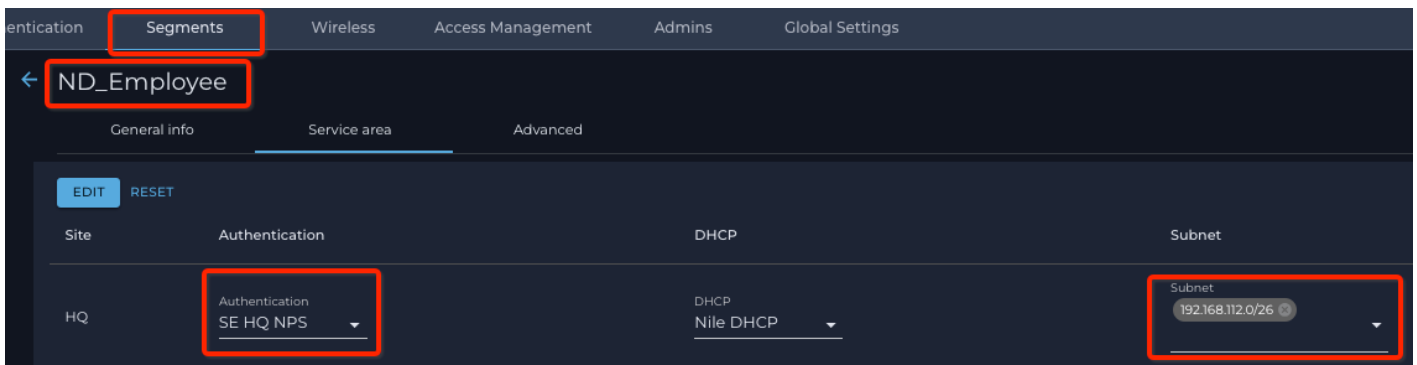 entication Segments Wireless Access Management Admins Global Settings
ND_Employee
General info Service area Advanced
EDIT RESET
Site Authentication DHCP Subnet
HQ
Authentication
SE HQ NPS
DHCP
Nile DHCP
Subnet
192.168.112.0/26